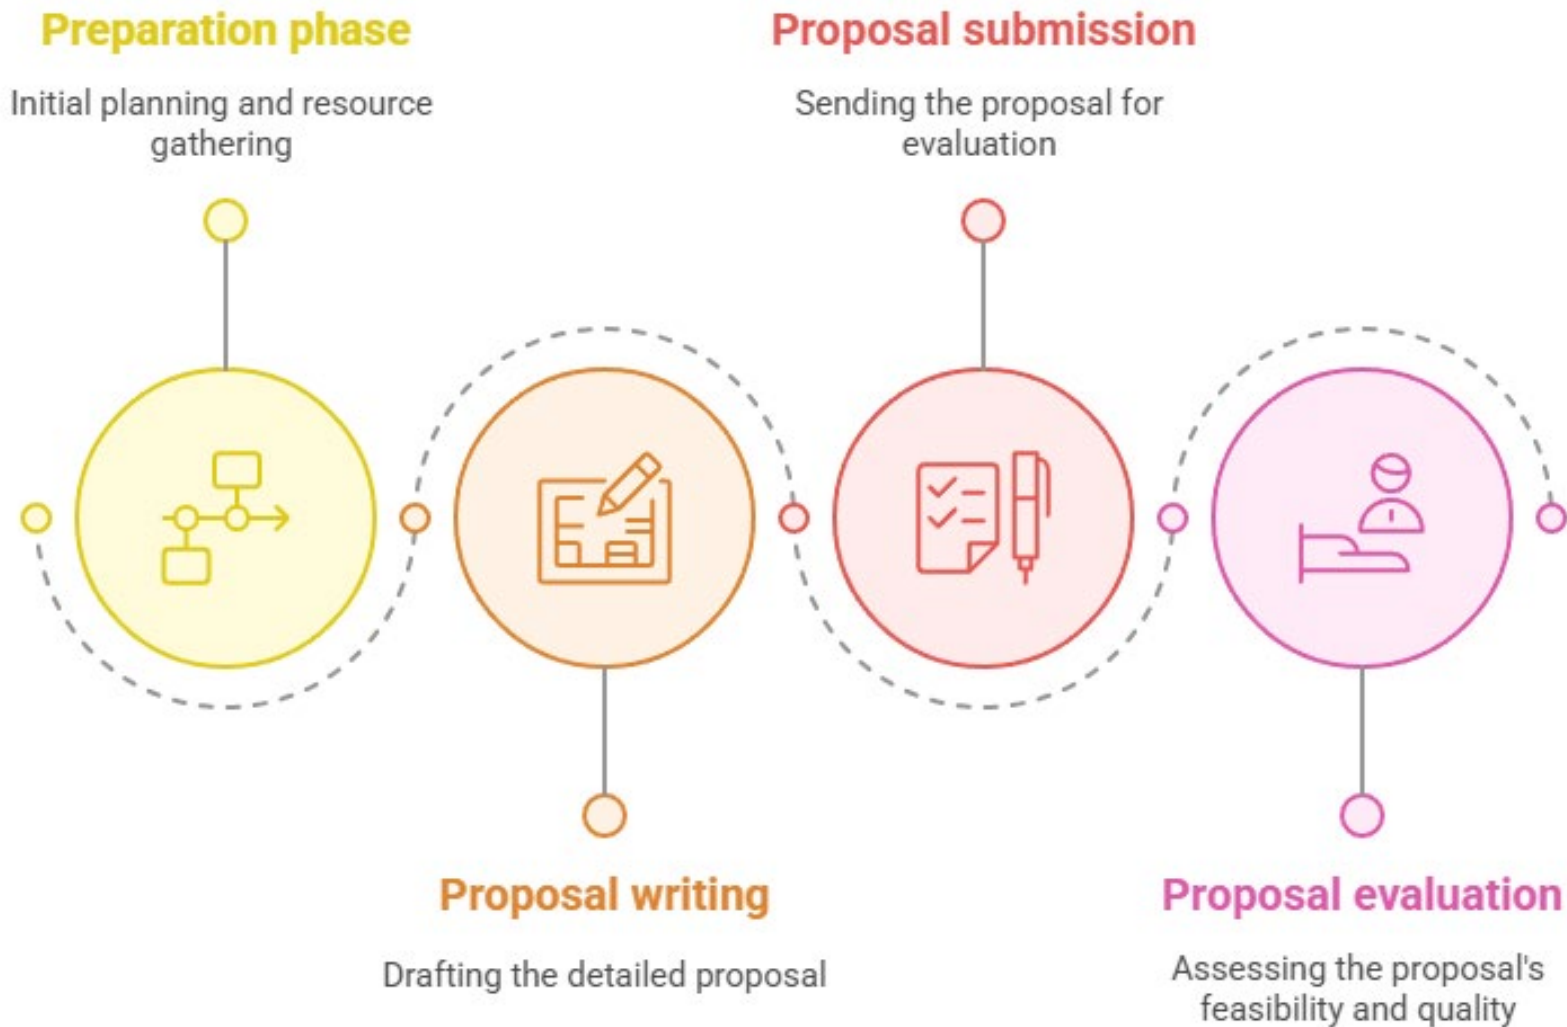 Preparation phase
Initial planning and resource
gathering
Proposal submission
Sending the proposal for
evaluation
Proposal writing
Drafting the detailed proposal
Proposal evaluation
Assessing the proposal's
feasibility and quality